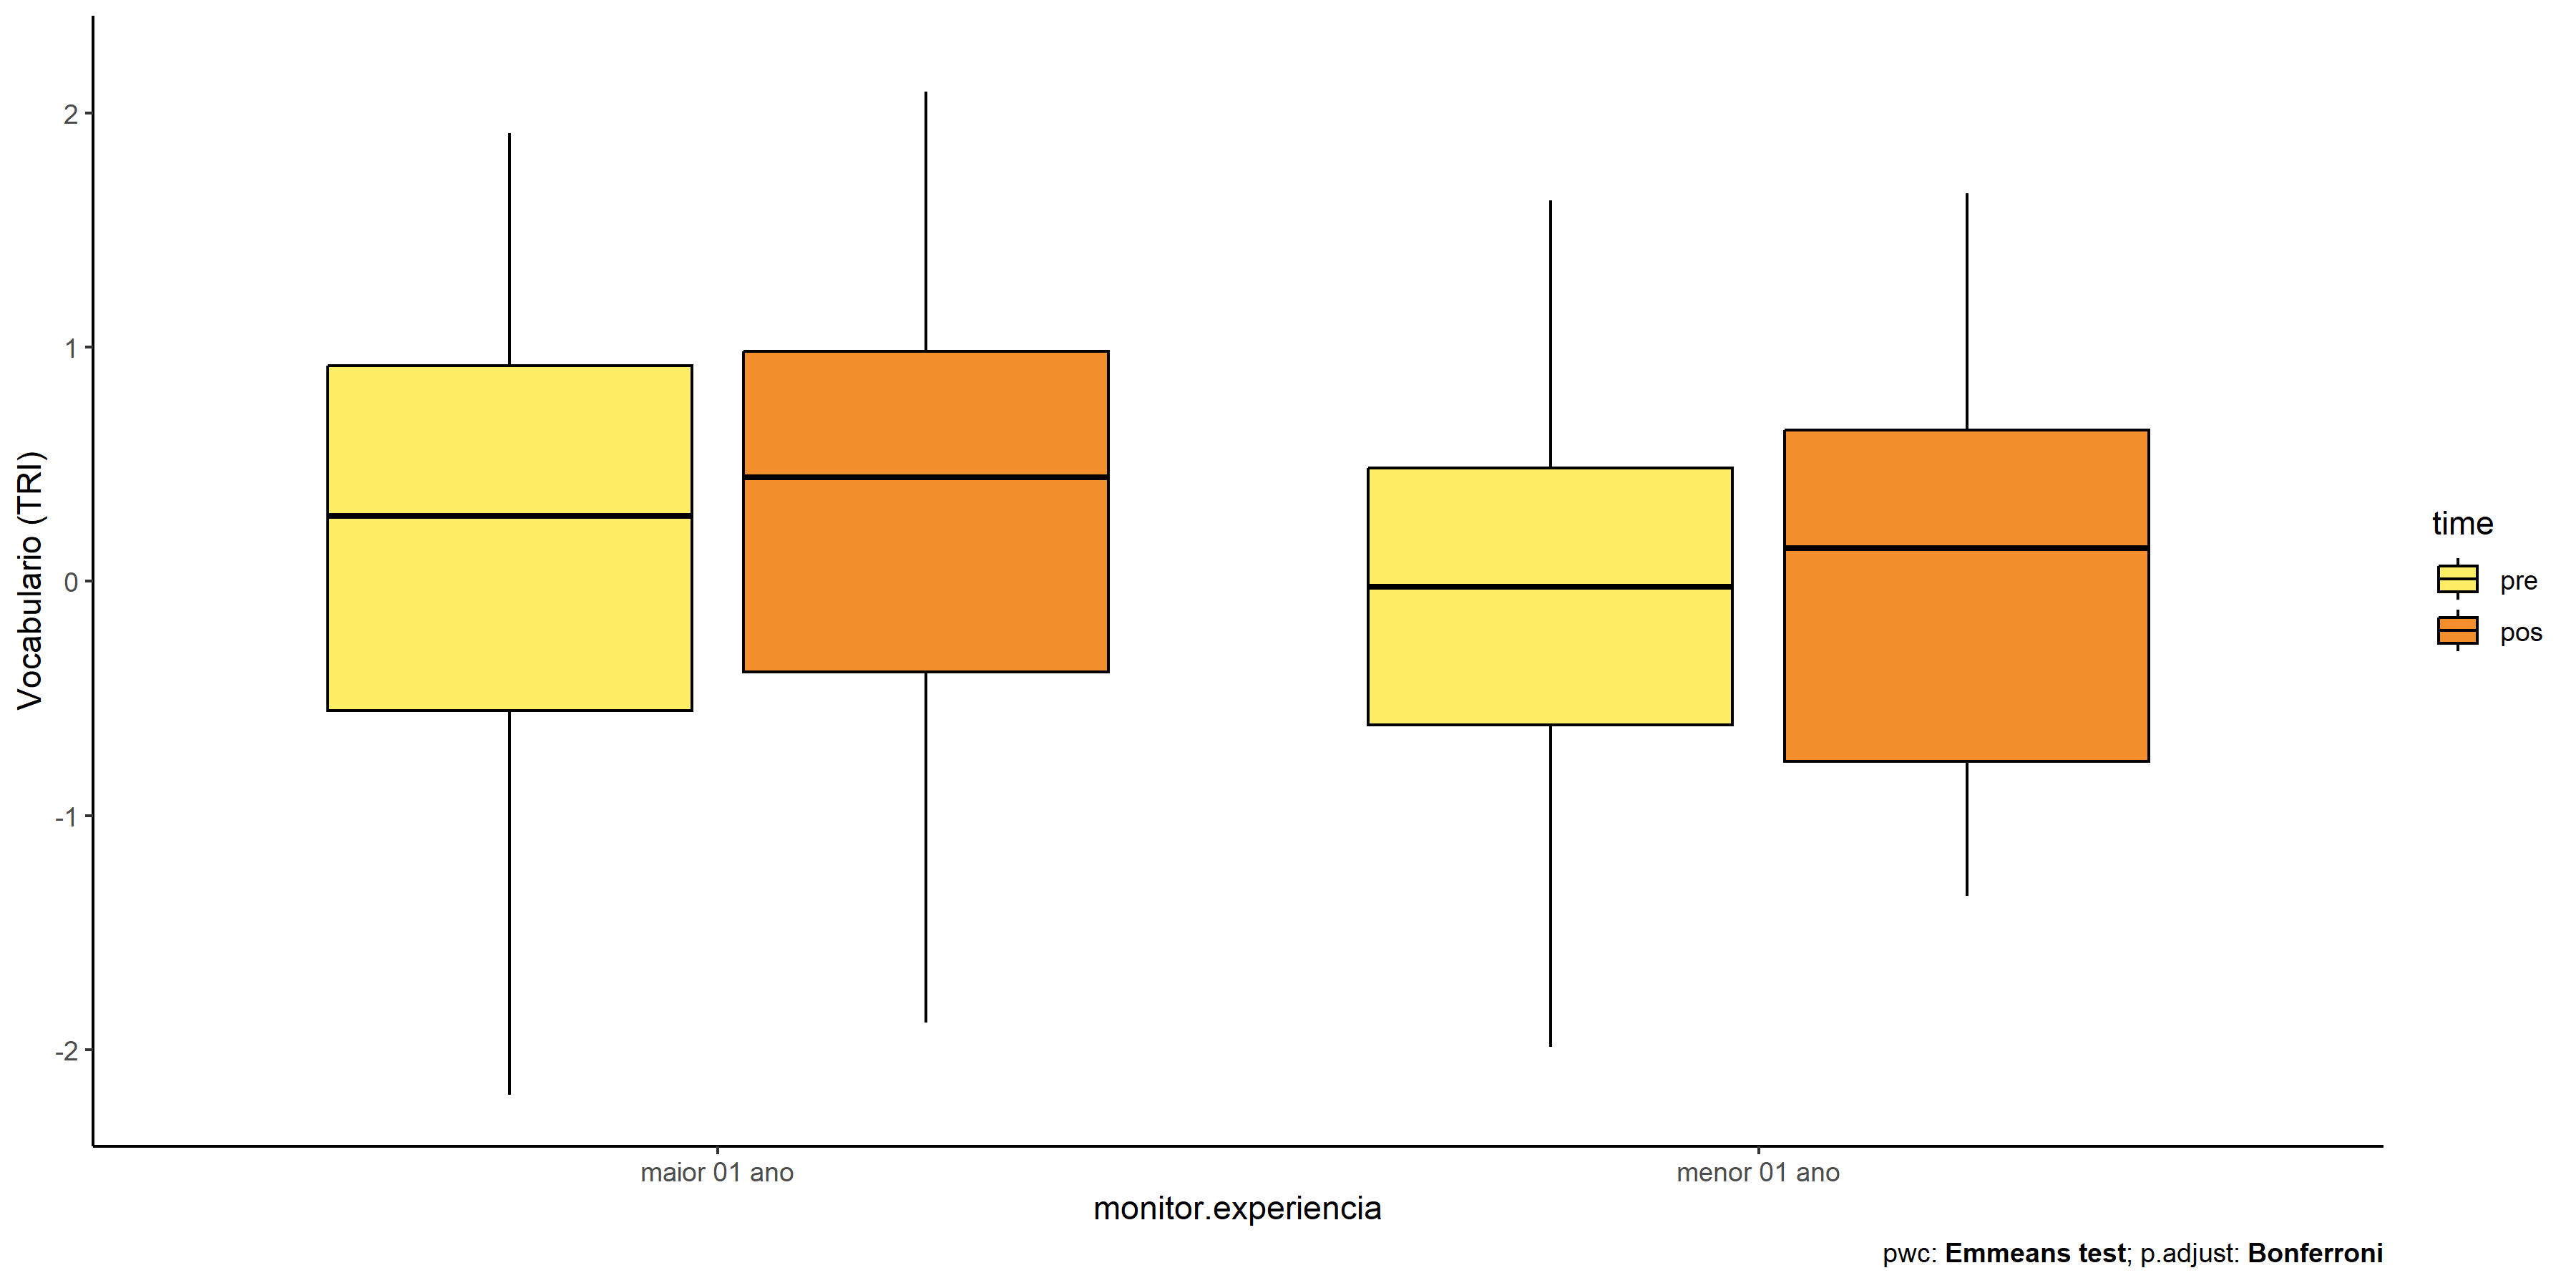 Vocabulario (TRI)
2
1
0
-1
-2
maior 01 ano
menor 01 ano
monitor.experiencia
time
pre
pos
pwc: Emmeans test; p.adjust: Bonferroni